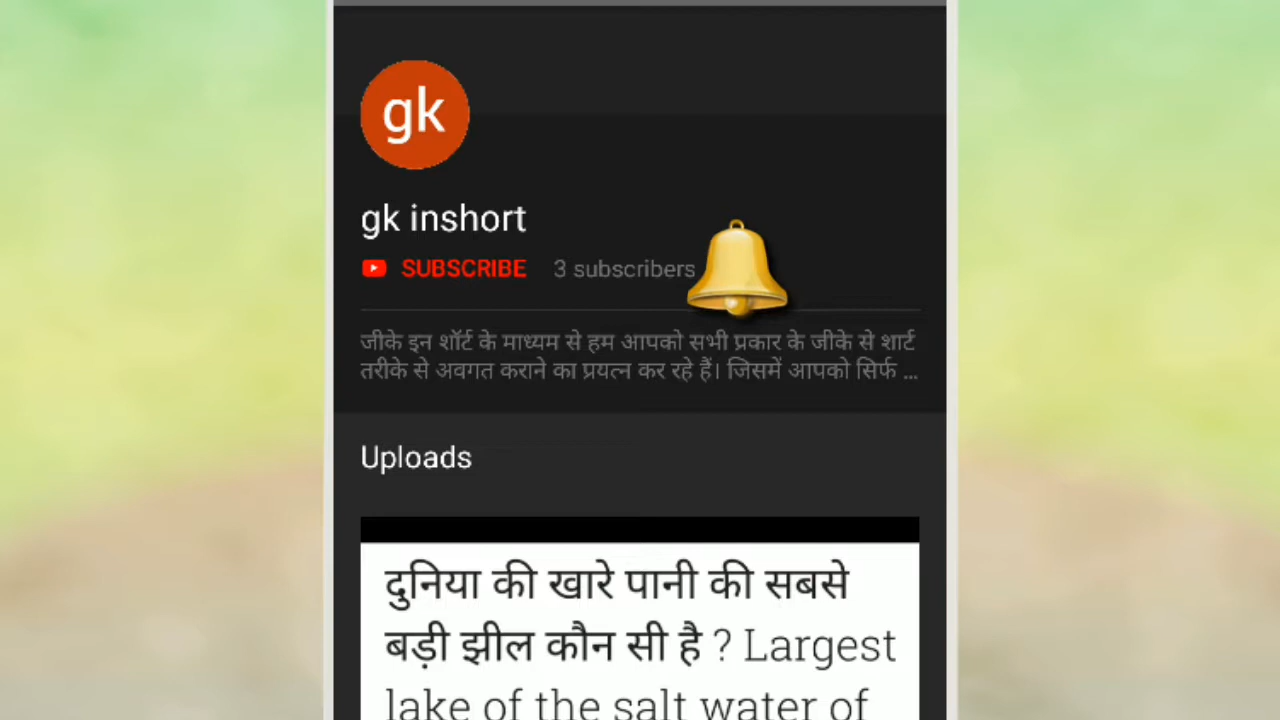 gk
gk inshort
SUBSCRIBE 3 subscribers
जीके इन शॉर्ट के माध्यम से हम आपको सभी प्रकार के जीके से शार्ट
तरीके से अवगत कराने का प्रयत्न कर रहे हैं। जिसमें आपको सिर्फ ...
Uploads
दुनिया की खारे पानी की सबसे
बड़ी झील कौन सी है ? Largest
lake of the salt water of